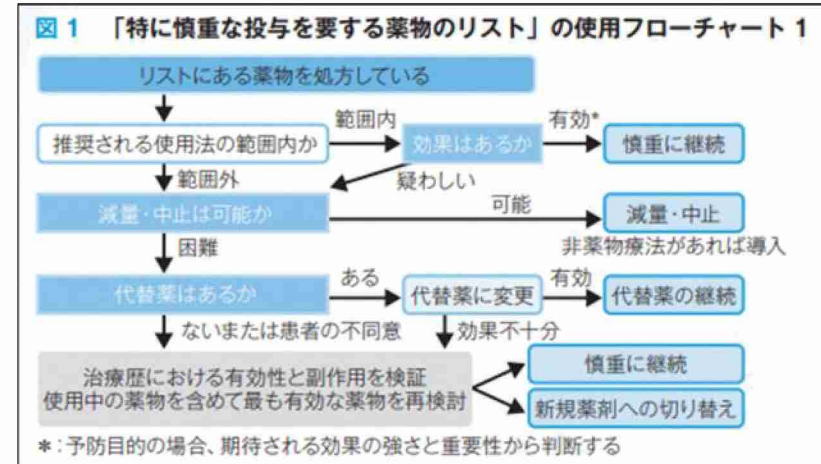 図1 「特に慎重な投与を要する薬物のリスト」の使用フローチャート1
リストにある薬物を処方している
推奨される使用法の範囲内か
範囲内
効果はあるか
有効*
慎重に継続
範囲外
疑わしい
減量・中止は可能か
可能
減量・中止
非薬物療法があれば導入
困難
代替薬はあるか
ある
代替薬に変更
有効
代替薬の継続
ないまたは患者の不同意
効果不十分
治療歴における有効性と副作用を検証
使用中の薬物を含めて最も有効な薬物を再検討
慎重に継続
新規薬剤への切り替え
*:予防目的の場合、期待される効果の強さと重要性から判断する